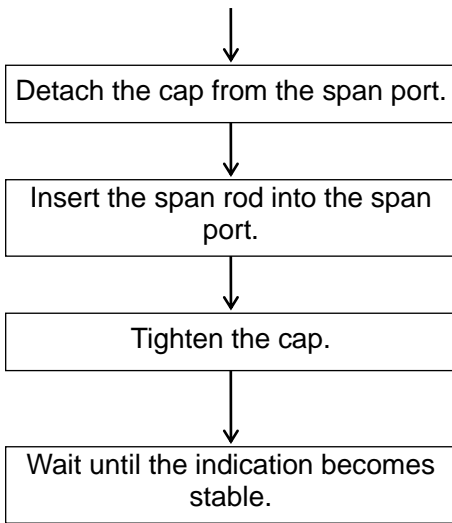 Detach the cap from the span port.
Insert the span rod into the span
port.
Tighten the cap.
Wait until the indication becomes
stable.